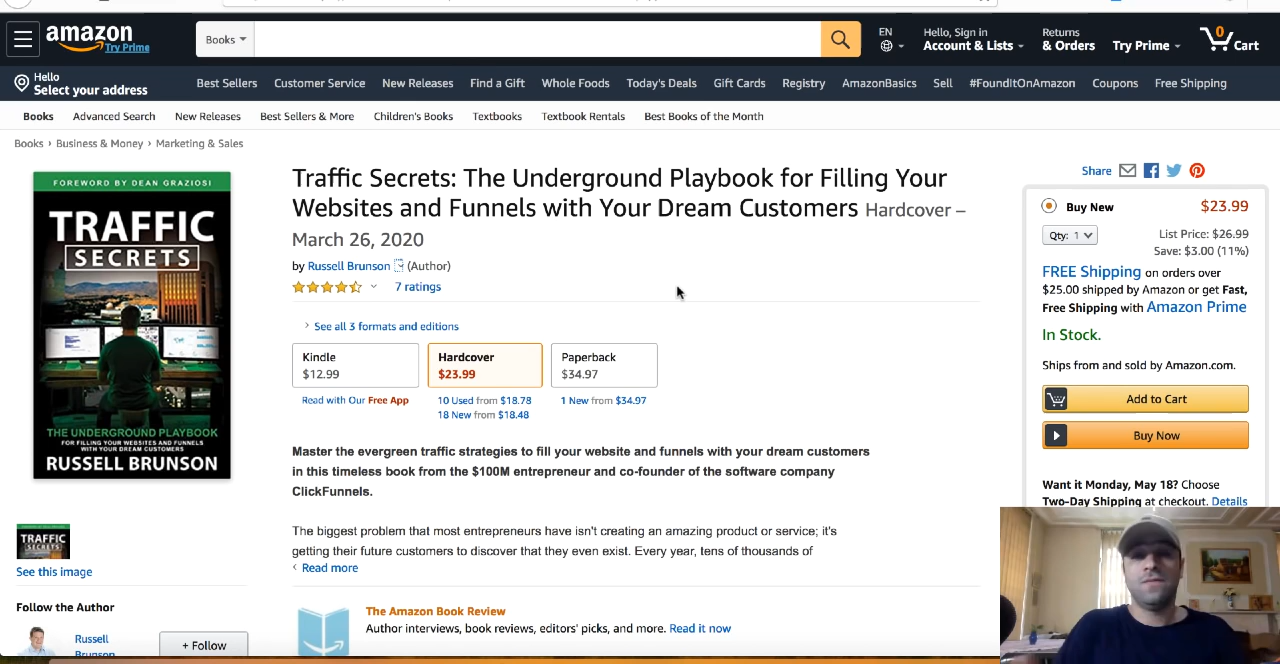 amazon
Try Prime
Books
EN
Hello, Sign in
Account & Lists
Returns
& Orders
Try Prime
0
Cart
Hello
Select your address
Best Sellers
Customer Service
New Releases
Find a Gift
Whole Foods
Today's Deals
Gift Cards
Registry
AmazonBasics
Sell
#FoundItOnAmazon
Coupons
Free Shipping
Books
Advanced Search
New Releases
Best Sellers & More
Children's Books
Textbooks
Textbook Rentals
Best Books of the Month
Books › Business & Money › Marketing & Sales
FOREWORD BY DEAN GRAZIOSI
TRAFFIC
SECRETS
THE UNDERGROUND PLAYBOOK
FOR FILLING YOUR WEBSITES AND FUNNELS
WITH YOUR DREAM CUSTOMERS
RUSSELL BRUNSON
TRAFFIC
SECRETS
See this image
Follow the Author
Russell
Brunson
+ Follow
Traffic Secrets: The Underground Playbook for Filling Your
Websites and Funnels with Your Dream Customers Hardcover –
March 26, 2020
by Russell Brunson (Author)
7 ratings
› See all 3 formats and editions
Kindle
$12.99
Read with Our Free App
Hardcover
$23.99
10 Used from $18.78
18 New from $18.48
Paperback
$34.97
1 New from $34.97
Master the evergreen traffic strategies to fill your website and funnels with your dream customers
in this timeless book from the $100M entrepreneur and co-founder of the software company
ClickFunnels.
The biggest problem that most entrepreneurs have isn't creating an amazing product or service; it's
getting their future customers to discover that they even exist. Every year, tens of thousands of
‹ Read more
The Amazon Book Review
Author interviews, book reviews, editors' picks, and more. Read it now
Share
Buy New
$23.99
Qty: 1
List Price: $26.99
Save: $3.00 (11%)
FREE Shipping on orders over
$25.00 shipped by Amazon or get Fast,
Free Shipping with Amazon Prime
In Stock.
Ships from and sold by Amazon.com.
Add to Cart
Buy Now
Want it Monday, May 18? Choose
Two-Day Shipping at checkout. Details